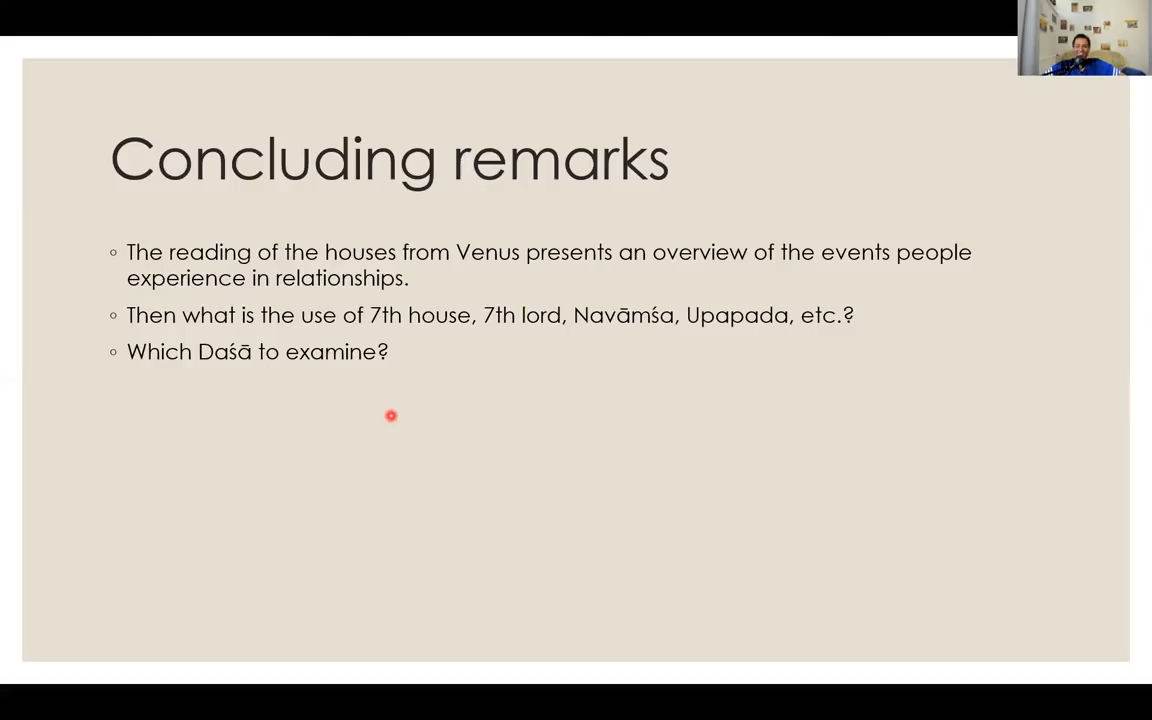 Concluding remarks
The reading of the houses from Venus presents an overview of the events people
experience in relationships.
Then what is the use of 7th house, 7th lord, Navāmśa, Upapada, etc.?
Which Daśā to examine?